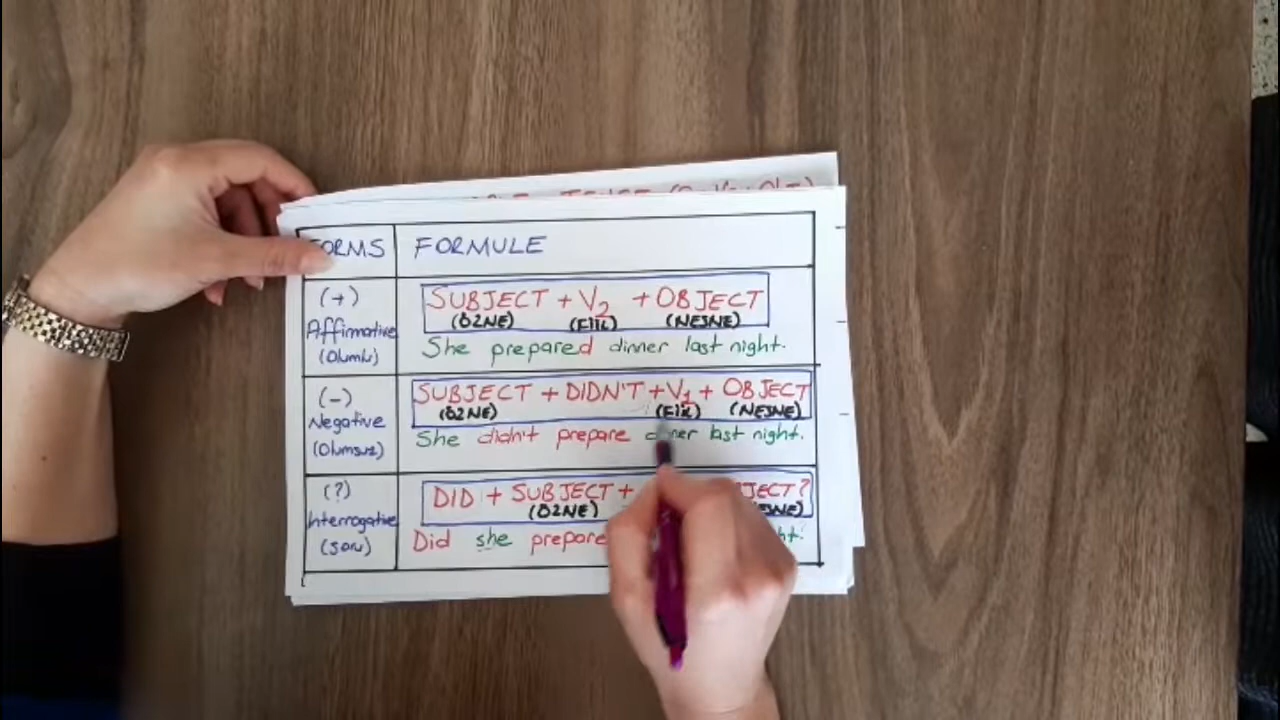 FORMS FORMULE
(+) SUBJECT + V2 + OBJECT
(ÖZNE) (FİİL) (NESNE)
Affirmative
(Olumlu) She prepared dinner last night.
(-) SUBJECT + DIDN'T + V1 + OBJECT
(ÖZNE) (FİİL) (NESNE)
Negative She didn't prepare dinner last night.
(Olumsuz)
(?) DID + SUBJECT +
(ÖZNE)
Interrogative
(Soru) Did she prepare